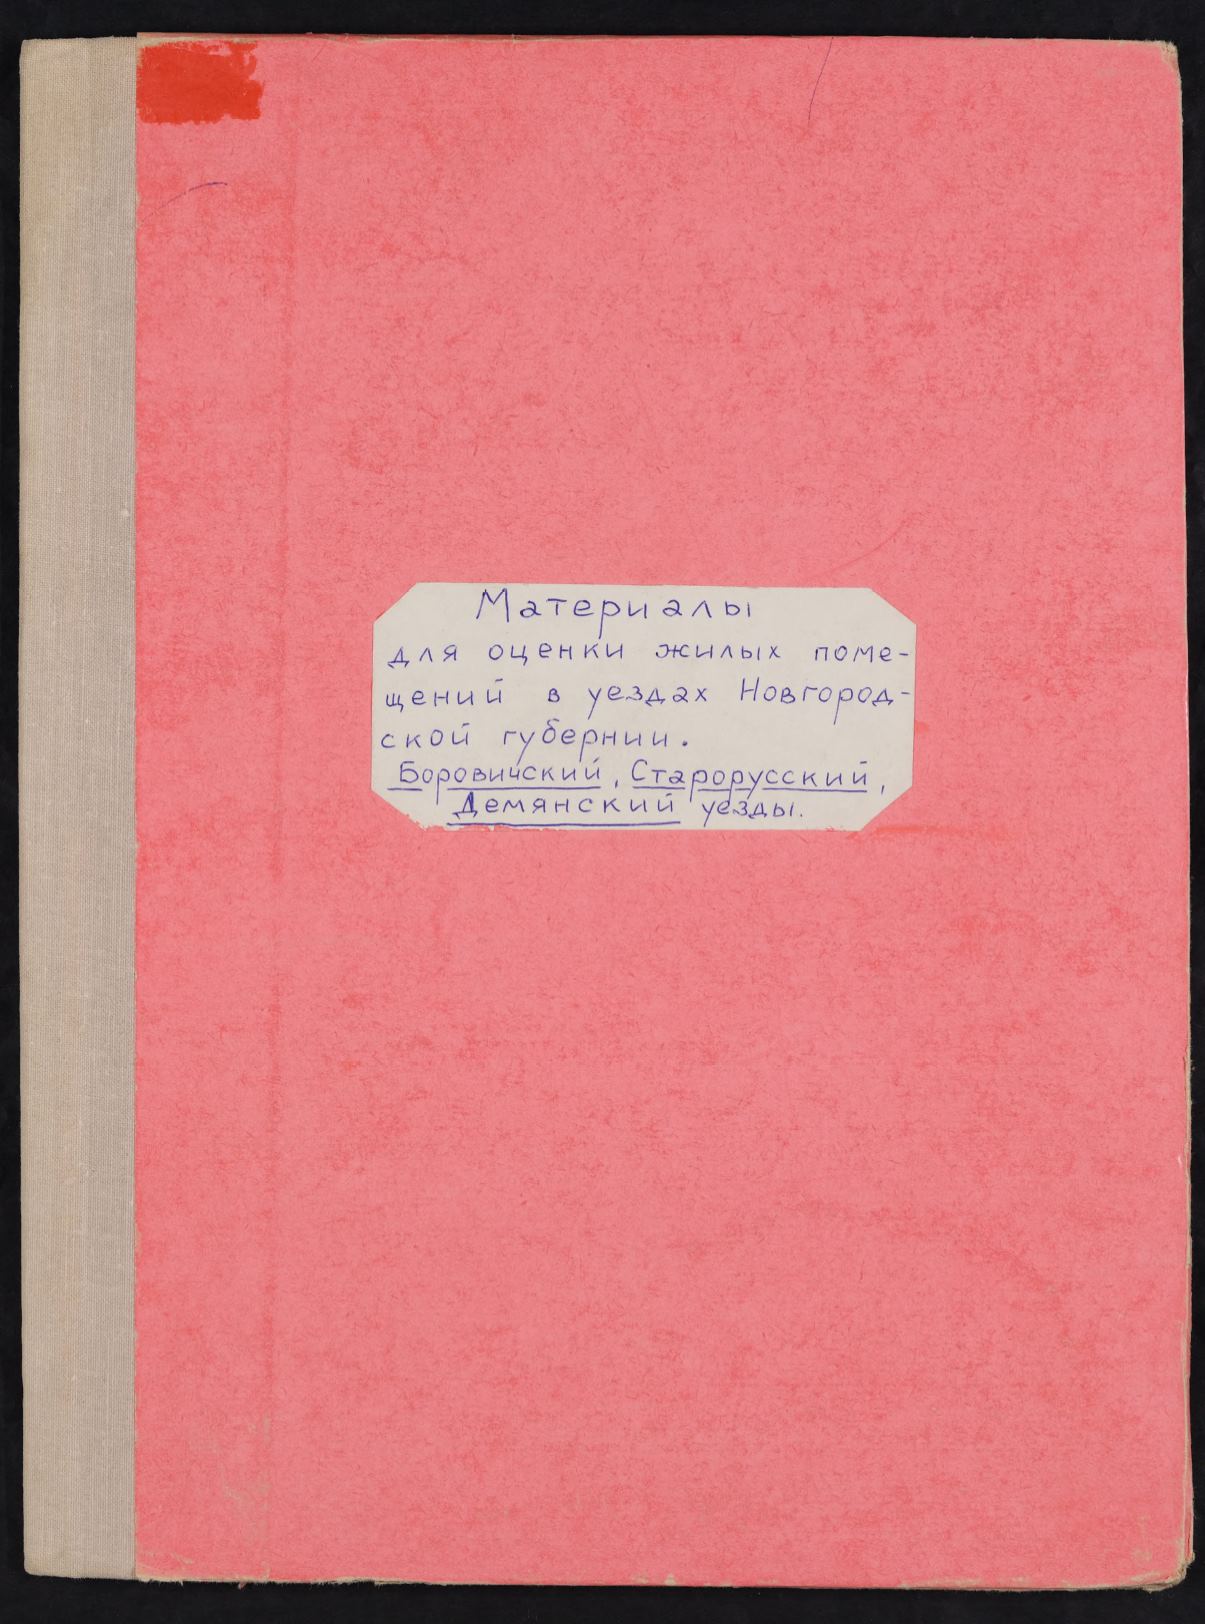 Материалы
для оценки жилых поме-
щений в уездах Новгород-
ской губернии.
Боровичский, Старорусский,
Демянский уезды.